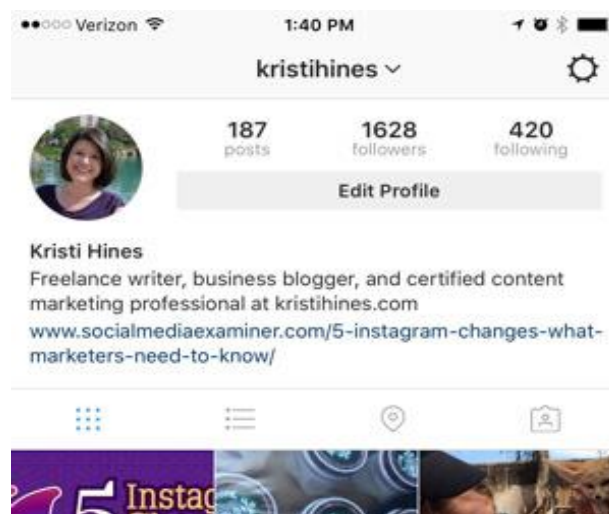 Verizon 1:40 PM
kristihines
187 1628 420
posts followers following
Edit Profile
Kristi Hines
Freelance writer, business blogger, and certified content
marketing professional at kristihines.com
www.socialmediaexaminer.com/5-instagram-changes-what-
marketers-need-to-know/
5 Instag